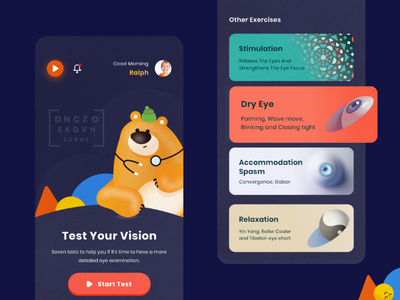 Good Morning
Ralph
DNCZO
SKDVH
Test Your Vision
Seven tests to help you if it's time to have a more
detailed eye examination.
Start Test
Other Exercises
Stimulation
Relaxes The Eyes And
Strengthens The Eye Focus
Dry Eye
Palming, Wave move,
Blinking and Closing tight
Accommodation
Spasm
Convergence, Gabor
Relaxation
Yin Yang, Roller Coster
and Tibetan eye chart